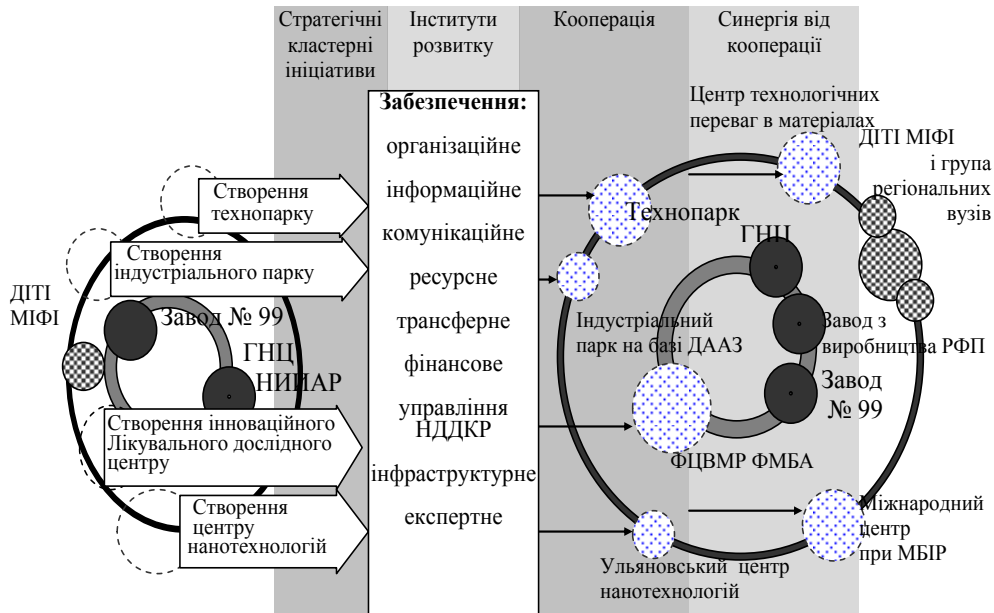 Стратегічні
кластерні
ініціативи
Інститути
розвитку
Кооперація
Синергія від
кооперації
Забезпечення:
організаційне
інформаційне
комунікаційне
ресурсне
трансферне
фінансове
управління
НДДКР
інфраструктурне
експертне
Створення
технопарку
Створення
індустріального парку
ДІТІ
МІФІ
Завод № 99
ГНЦ
НИИАР
Створення інноваційного
Лікувального дослідного
центру
Створення
центру
нанотехнологій
Центр технологічних
переваг в матеріалах
ДІТІ МІФІ
і група
регіональних
вузів
Технопарк
ГНЦ
Індустріальний
парк на базі ДААЗ
Завод з
виробництва РФП
Завод
№ 99
ФЦВМР ФМБА
Міжнародний
центр
при МБІР
Ульяновський центр
нанотехнологій